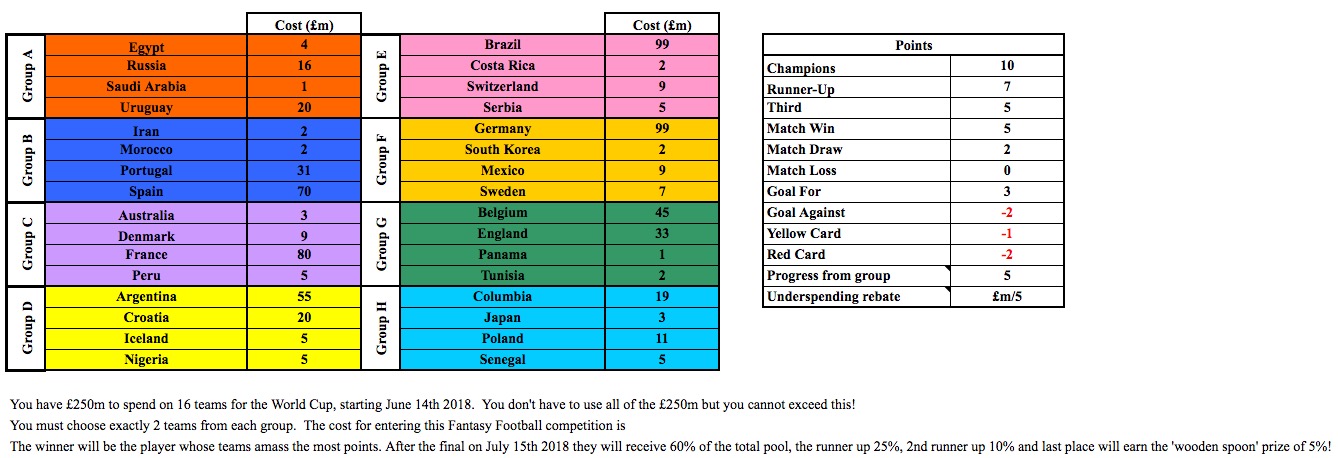 Cost (£m) Cost (£m)
Group A Egypt 4 Group E Brazil 99 Points
Russia 16 Costa Rica 2 Champions 10
Saudi Arabia 1 Switzerland 9 Runner-Up 7
Uruguay 20 Serbia 5 Third 5
Group B Iran 2 Group F Germany 99 Match Win 5
Morocco 2 South Korea 2 Match Draw 2
Portugal 31 Mexico 9 Match Loss 0
Spain 70 Sweden 7 Goal For 3
Group C Australia 3 Group G Belgium 45 Goal Against -2
Denmark 9 England 33 Yellow Card -1
France 80 Panama 1 Red Card -2
Peru 5 Tunisia 2 Progress from group 5
Group D Argentina 55 Group H Columbia 19 Underspending rebate £m/5
Croatia 20 Japan 3
Iceland 5 Poland 11
Nigeria 5 Senegal 5
You have £250m to spend on 16 teams for the World Cup, starting June 14th 2018. You don't have to use all of the £250m but you cannot exceed this!
You must choose exactly 2 teams from each group. The cost for entering this Fantasy Football competition is
The winner will be the player whose teams amass the most points. After the final on July 15th 2018 they will receive 60% of the total pool, the runner up 25%, 2nd runner up 10% and last place will earn the 'wooden spoon' prize of 5%!